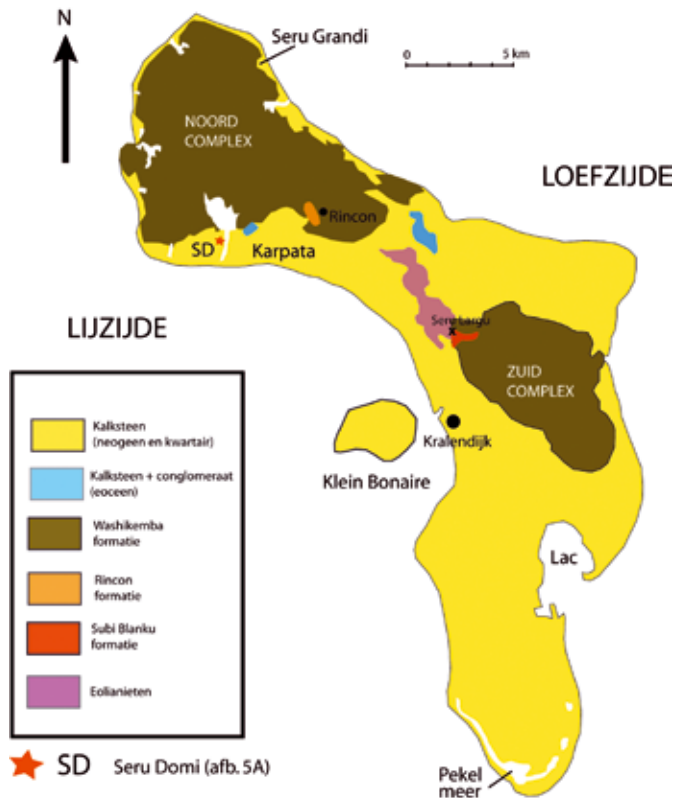 N
Seru Grandi
0
5 km
NOORD
COMPLEX
LOEFZIJDE
Rincon
SD
Karpata
LIJZIJDE
Seru Largu
x
ZUID
COMPLEX
Kralendijk
Klein Bonaire
Lac
Kalksteen
(neogeen en kwartair)
Kalksteen + conglomeraat
(eoceen)
Washikemba
formatie
Rincon
formatie
Subi Blanku
formatie
Eolianieten
SD Seru Domi (afb. 5A)
Pekel
meer